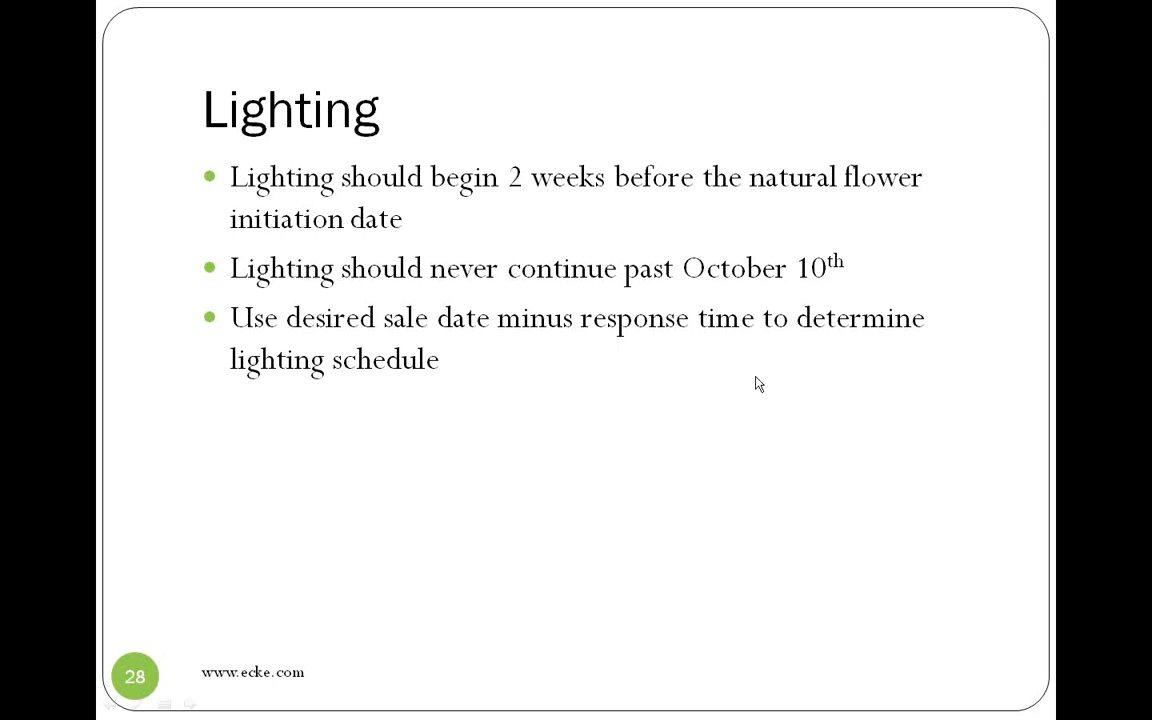 Lighting
Lighting should begin 2 weeks before the natural flower
initiation date
Lighting should never continue past October 10th
Use desired sale date minus response time to determine
lighting schedule
28
www.ecke.com